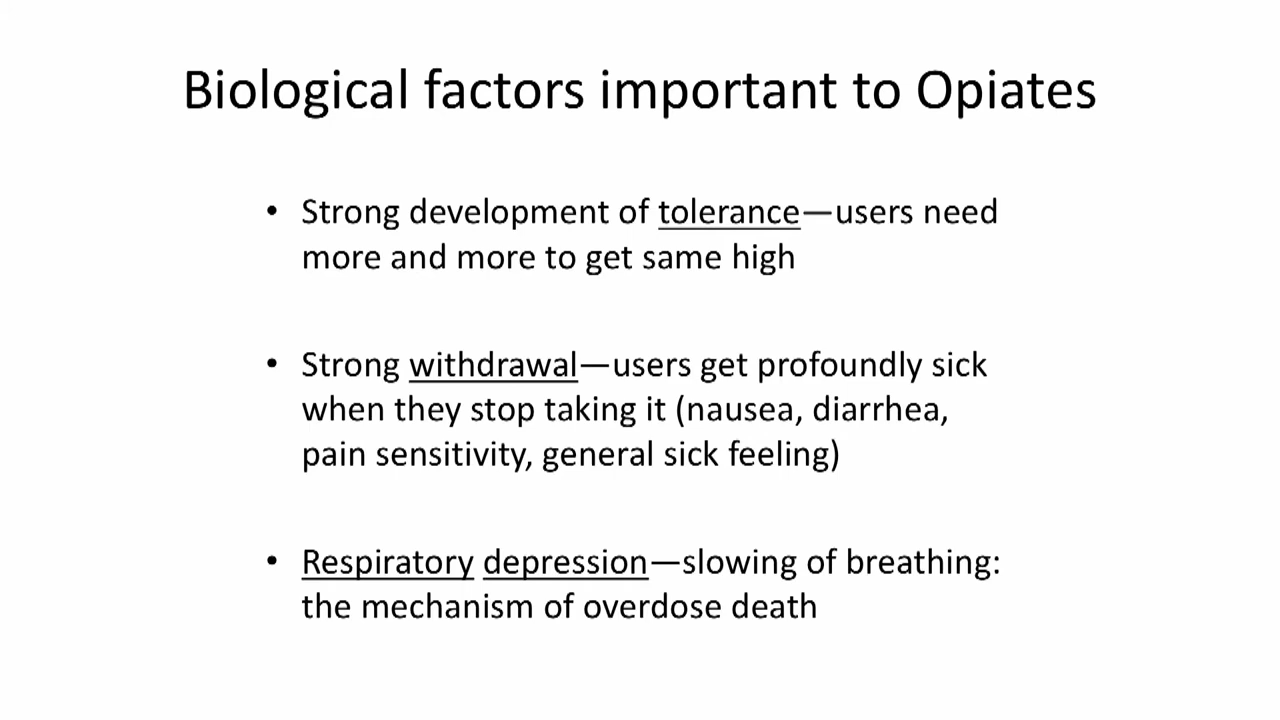 Biological factors important to Opiates
• Strong development of tolerance—users need
more and more to get same high
• Strong withdrawal—users get profoundly sick
when they stop taking it (nausea, diarrhea,
pain sensitivity, general sick feeling)
• Respiratory depression—slowing of breathing:
the mechanism of overdose death